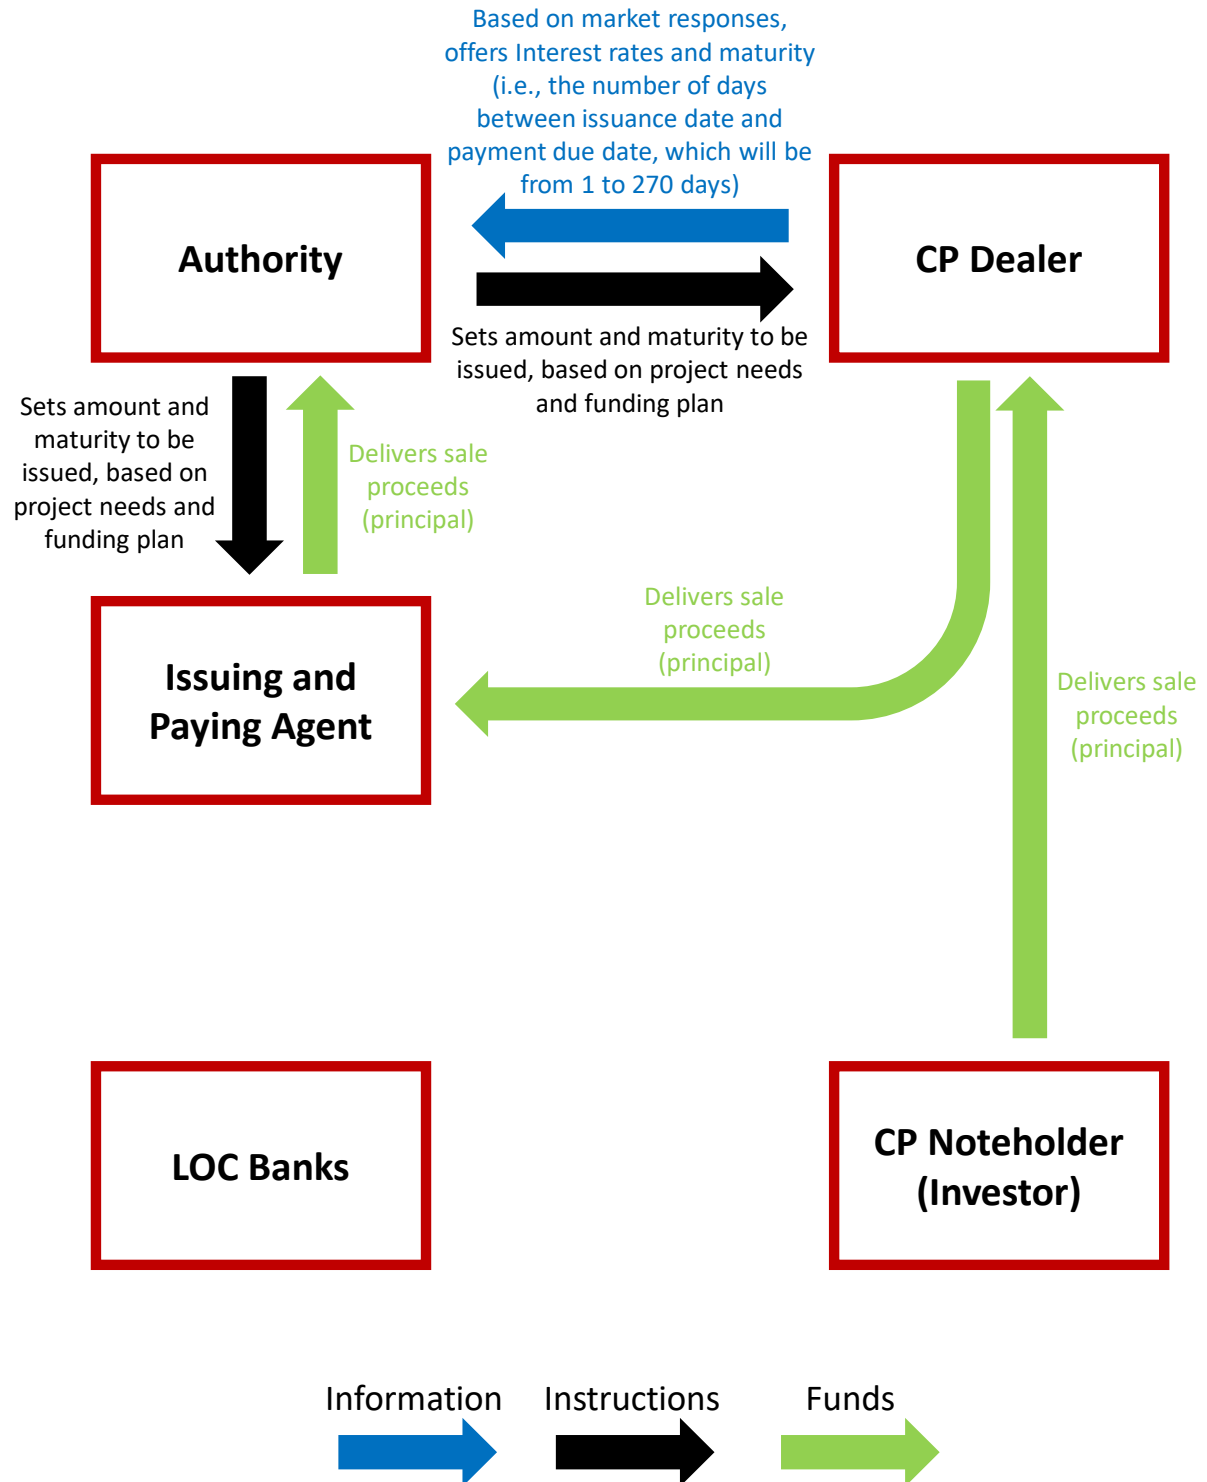 Based on market responses,
offers Interest rates and maturity
(i.e., the number of days
between issuance date and
payment due date, which will be
from 1 to 270 days)
Authority
CP Dealer
Sets amount and maturity to be
issued, based on project needs
and funding plan
Sets amount and
maturity to be
issued, based on
project needs and
funding plan
Delivers sale
proceeds
(principal)
Delivers sale
proceeds
(principal)
Issuing and
Paying Agent
Delivers sale
proceeds
(principal)
LOC Banks
CP Noteholder
(Investor)
Information
Instructions
Funds